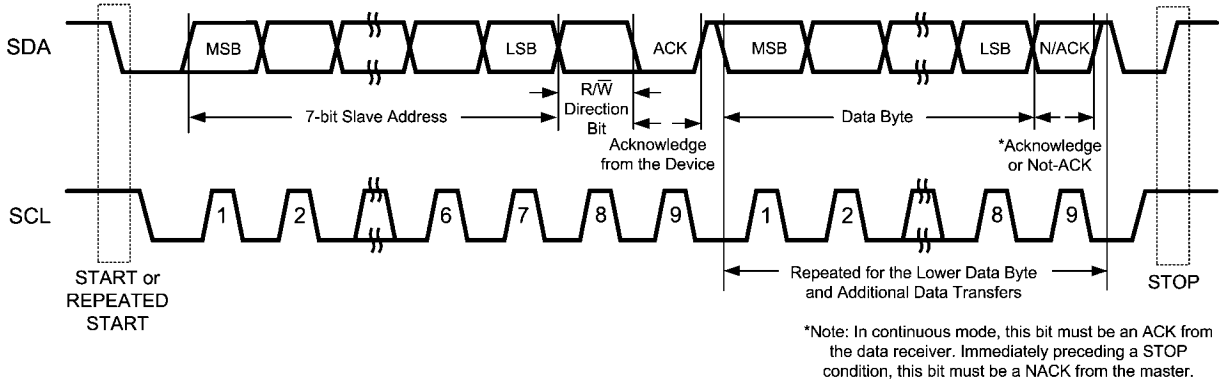 SDA
MSB
LSB
ACK
MSB
LSB
N/ACK
7-bit Slave Address
R/W̅
Direction
Bit
Acknowledge
from the Device
Data Byte
*Acknowledge
or Not-ACK
SCL
1
2
6
7
8
9
1
2
8
9
START or
REPEATED
START
Repeated for the Lower Data Byte
and Additional Data Transfers
STOP
*Note: In continuous mode, this bit must be an ACK from
the data receiver. Immediately preceding a STOP
condition, this bit must be a NACK from the master.